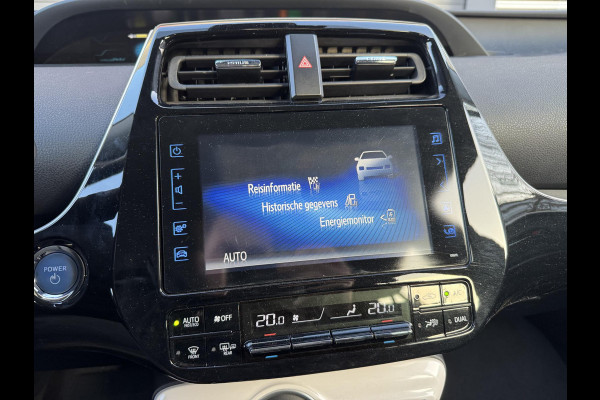 Reisinformatie
Historische gegevens
Energiemonitor
AUTO
POWER
AUTO
OFF
20.0
20.0
A/C
FRONT
REAR
DUAL